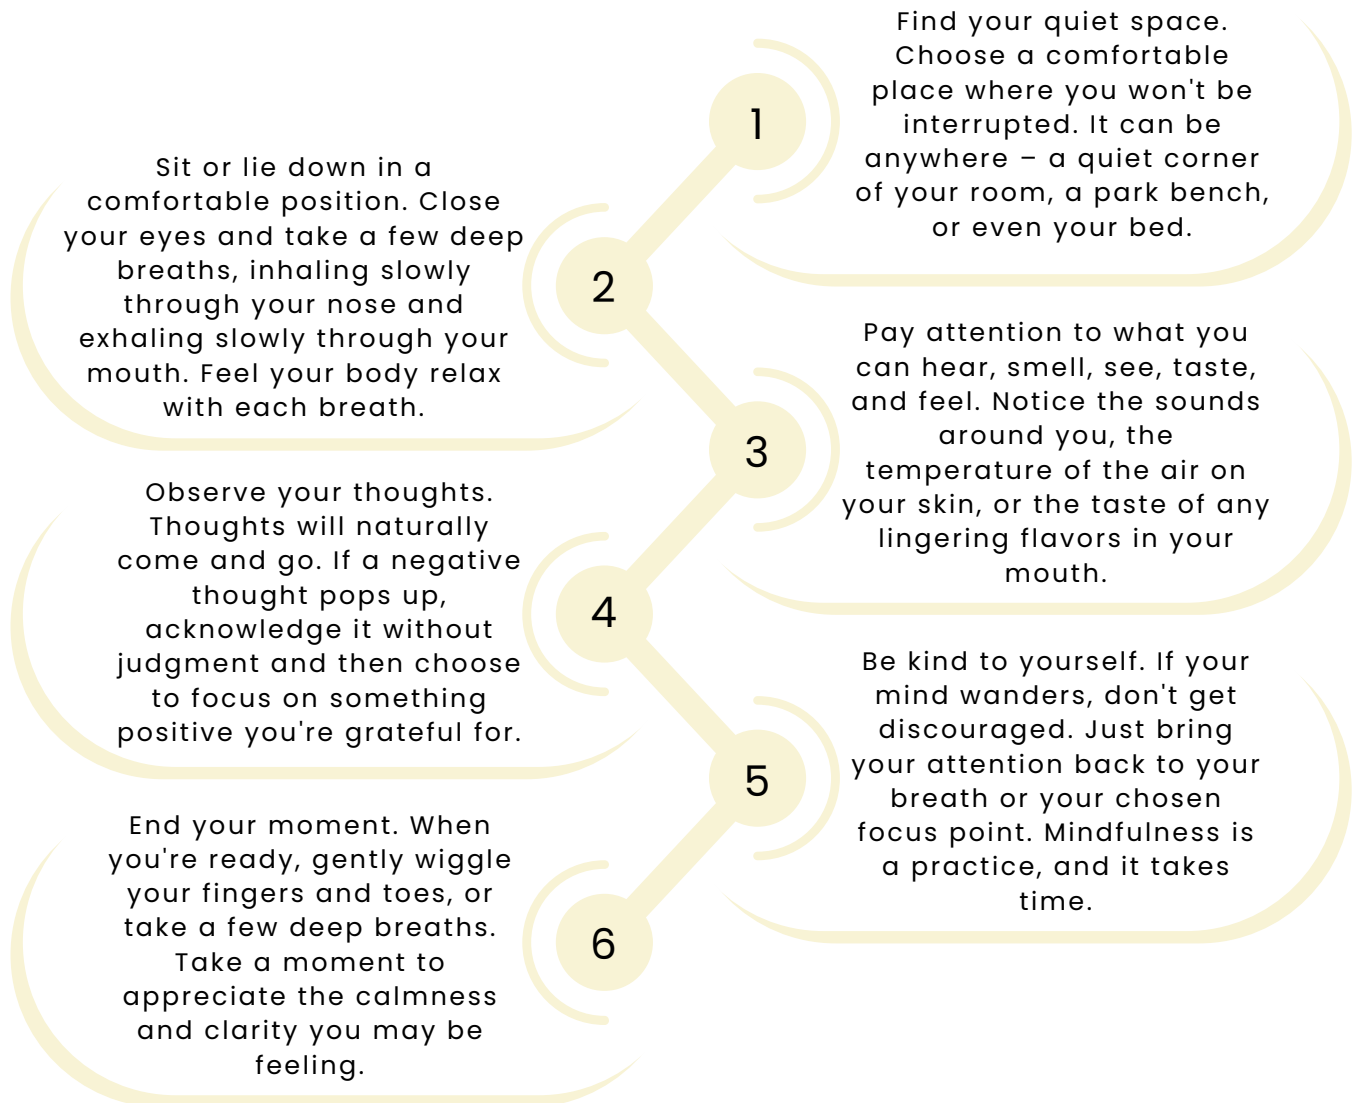 1
Find your quiet space.
Choose a comfortable
place where you won't be
interrupted. It can be
anywhere – a quiet corner
of your room, a park bench,
or even your bed.
2
Sit or lie down in a
comfortable position. Close
your eyes and take a few deep
breaths, inhaling slowly
through your nose and
exhaling slowly through your
mouth. Feel your body relax
with each breath.
3
Pay attention to what you
can hear, smell, see, taste,
and feel. Notice the sounds
around you, the
temperature of the air on
your skin, or the taste of any
lingering flavors in your
mouth.
4
Observe your thoughts.
Thoughts will naturally
come and go. If a negative
thought pops up,
acknowledge it without
judgment and then choose
to focus on something
positive you're grateful for.
5
Be kind to yourself. If your
mind wanders, don't get
discouraged. Just bring
your attention back to your
breath or your chosen
focus point. Mindfulness is
a practice, and it takes
time.
6
End your moment. When
you're ready, gently wiggle
your fingers and toes, or
take a few deep breaths.
Take a moment to
appreciate the calmness
and clarity you may be
feeling.